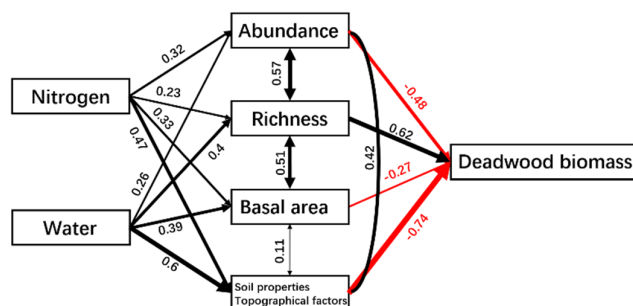 Abundance
0.32
0.57
-0.48
Nitrogen
0.23
Richness
0.62
0.33
0.47
0.4
0.42
Deadwood biomass
0.51
-0.27
0.26
Water
0.39
Basal area
-0.74
0.6
0.11
Soil properties
Topographical factors